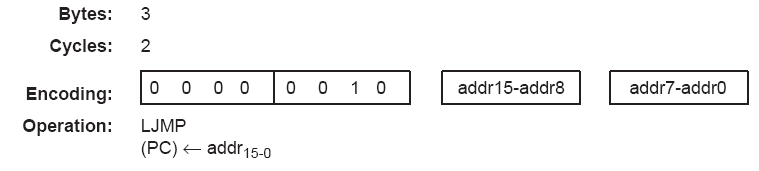 Bytes: 3
Cycles: 2
Encoding: 0 0 0 0 0 0 1 0 addr15-addr8 addr7-addr0
Operation: LJMP
(PC) ← addr15-0